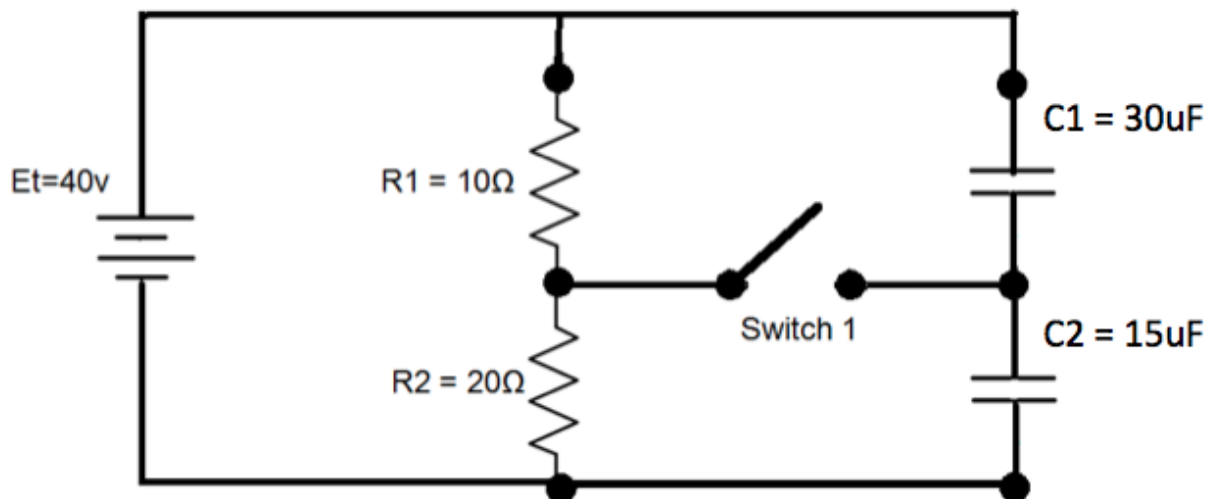 C1 = 30uF
Et=40v
R1 = 10Ω
Switch 1
C2 = 15uF
R2 = 20Ω